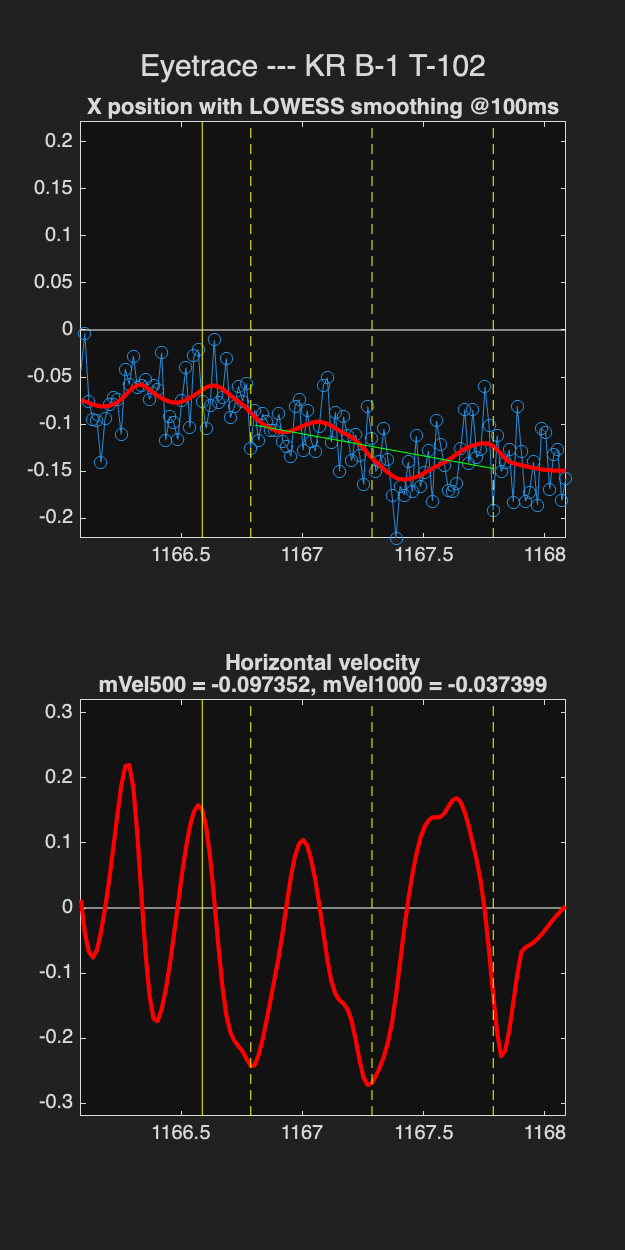 Eyetrace --- KR B-1 T-102
X position with LOWESS smoothing @100ms
0.2
0.15
0.1
0.05
0
-0.05
-0.1
-0.15
-0.2
1166.5 1167 1167.5 1168
Horizontal velocity
mVel500 = -0.097352, mVel1000 = -0.037399
0.3
0.2
0.1
0
-0.1
-0.2
-0.3
1166.5 1167 1167.5 1168